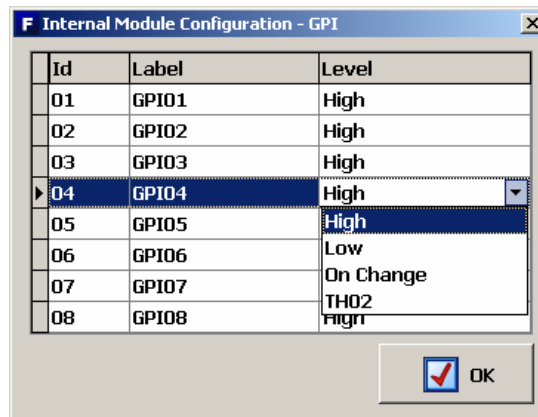 F Internal Module Configuration - GPI
Id Label Level
01 GPI01 High
02 GPI02 High
03 GPI03 High
04 GPI04 High
05 GPI05 High
06 GPI06 Low
07 GPI07 On Change
TH02
08 GPI08 High
OK